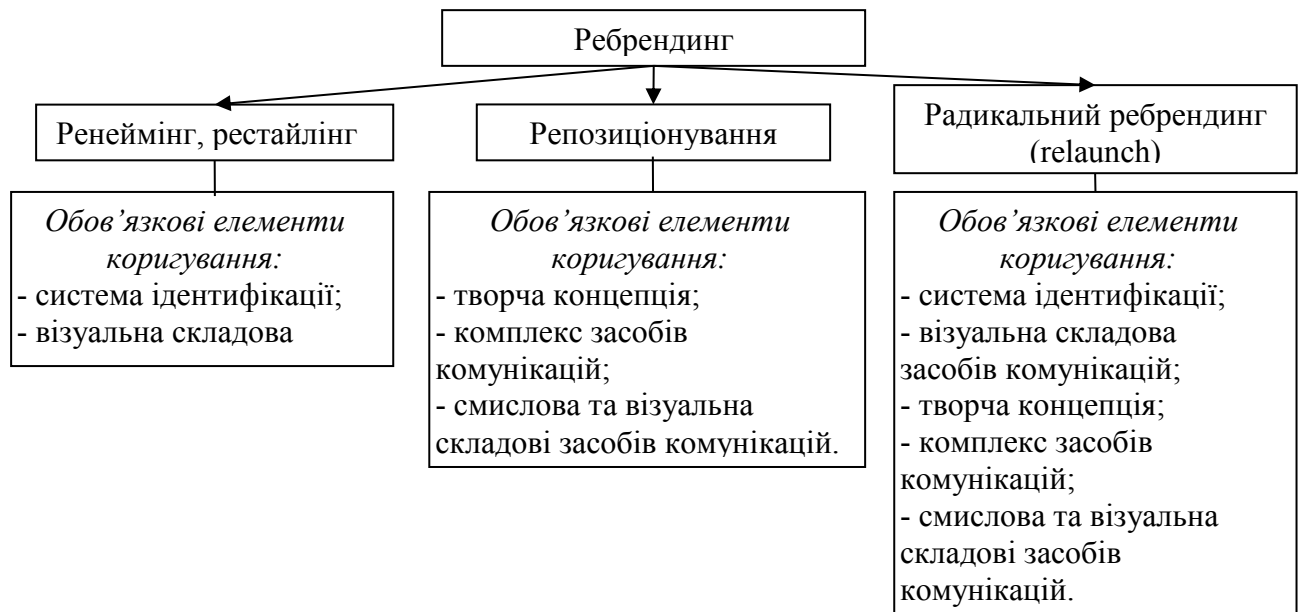 Ребрендинг
Ренеймінг, рестайлінг
Репозиціонування
Радикальний ребрендинг
(relaunch)
Обов’язкові елементи
коригування:
- система ідентифікації;
- візуальна складова
Обов’язкові елементи
коригування:
- творча концепція;
- комплекс засобів
комунікацій;
- смислова та візуальна
складові засобів комунікацій.
Обов’язкові елементи
коригування:
- система ідентифікації;
- візуальна складова
засобів комунікацій;
- творча концепція;
- комплекс засобів
комунікацій;
- смислова та візуальна
складові засобів
комунікацій.